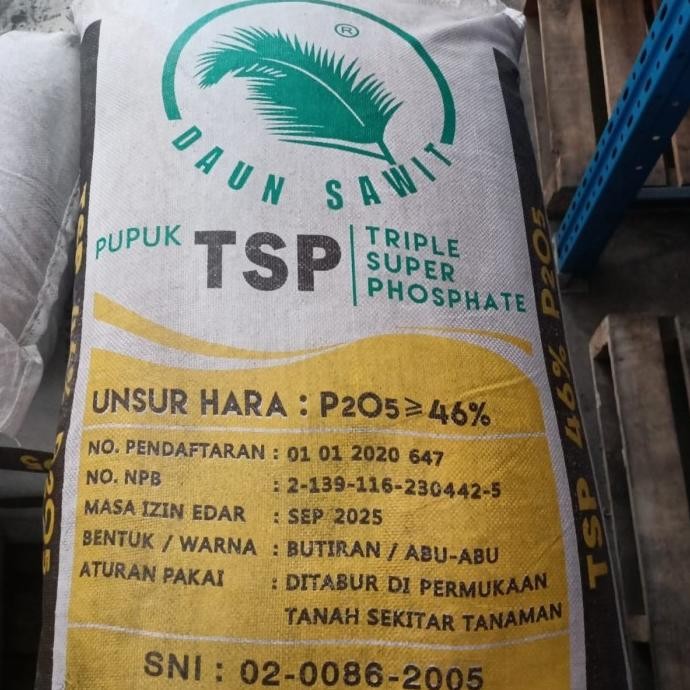 ®
DAUN SAWIT
PUPUK TSP
TRIPLE
SUPER
PHOSPHATE
UNSUR HARA : P2O5 ≥ 46%
NO. PENDAFTARAN : 01 01 2020 647
NO. NPB : 2-139-116-230442-5
MASA IZIN EDAR : SEP 2025
BENTUK / WARNA : BUTIRAN / ABU-ABU
ATURAN PAKAI : DITABUR DI PERMUKAAN
TANAH SEKITAR TANAMAN
SNI : 02-0086-2005
TSP 46% P2O5